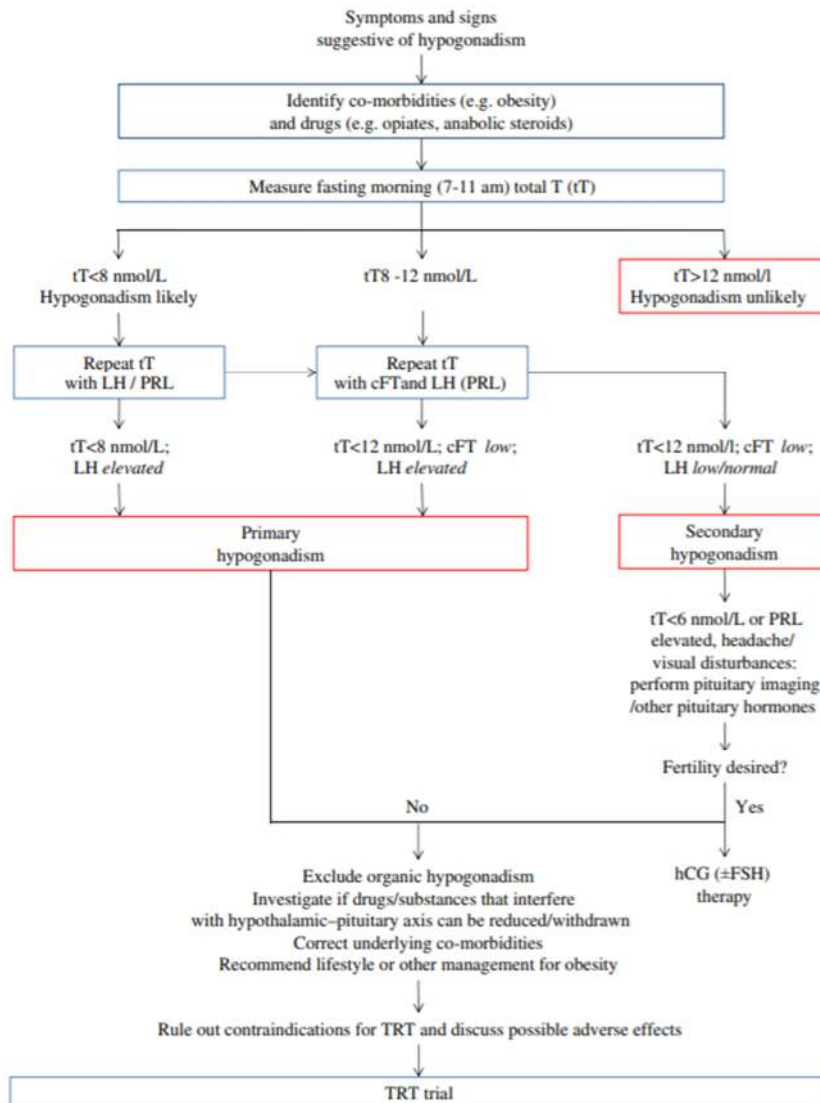 Symptoms and signs
suggestive of hypogonadism
Identify co-morbidities (e.g. obesity)
and drugs (e.g. opiates, anabolic steroids)
Measure fasting morning (7-11 am) total T (tT)
tT<8 nmol/L
Hypogonadism likely
tT8 -12 nmol/L
tT>12 nmol/l
Hypogonadism unlikely
Repeat tT
with LH / PRL
Repeat tT
with cFTand LH (PRL)
tT<8 nmol/L;
LH elevated
tT<12 nmol/L; cFT low;
LH elevated
tT<12 nmol/l; cFT low;
LH low/normal
Primary
hypogonadism
Secondary
hypogonadism
tT<6 nmol/L or PRL
elevated, headache/
visual disturbances:
perform pituitary imaging
/other pituitary hormones
Fertility desired?
No
Yes
Exclude organic hypogonadism
Investigate if drugs/substances that interfere
with hypothalamic–pituitary axis can be reduced/withdrawn
Correct underlying co-morbidities
Recommend lifestyle or other management for obesity
hCG (±FSH)
therapy
Rule out contraindications for TRT and discuss possible adverse effects
TRT trial